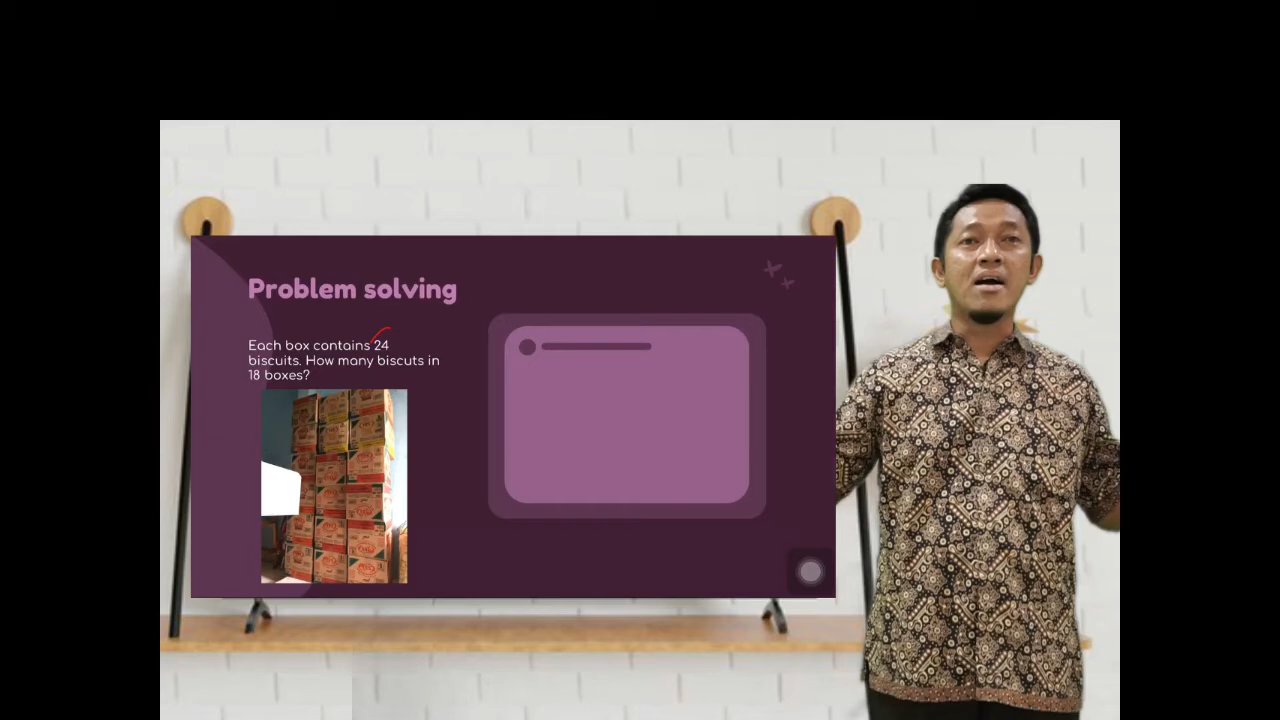 Problem solving
Each box contains 24
biscuits. How many biscuts in
18 boxes?